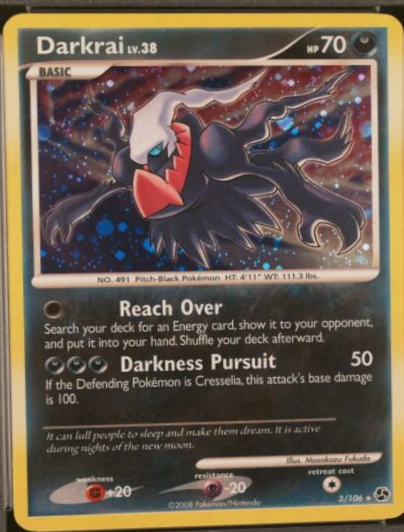 Darkrai LV.38 HP 70
BASIC
NO. 491 Pitch-Black Pokémon HT: 4'11" WT: 111.3 lbs.
Reach Over
Search your deck for an Energy card, show it to your opponent,
and put it into your hand. Shuffle your deck afterward.
Darkness Pursuit 50
If the Defending Pokémon is Cresselia, this attack's base damage
is 100.
It can lull people to sleep and make them dream. It is active
during nights of the new moon.
Illus. Masakazu Fukuda
weakness resistance retreat cost
+20 -20
3/106 ★
©2008 Pokémon/Nintendo